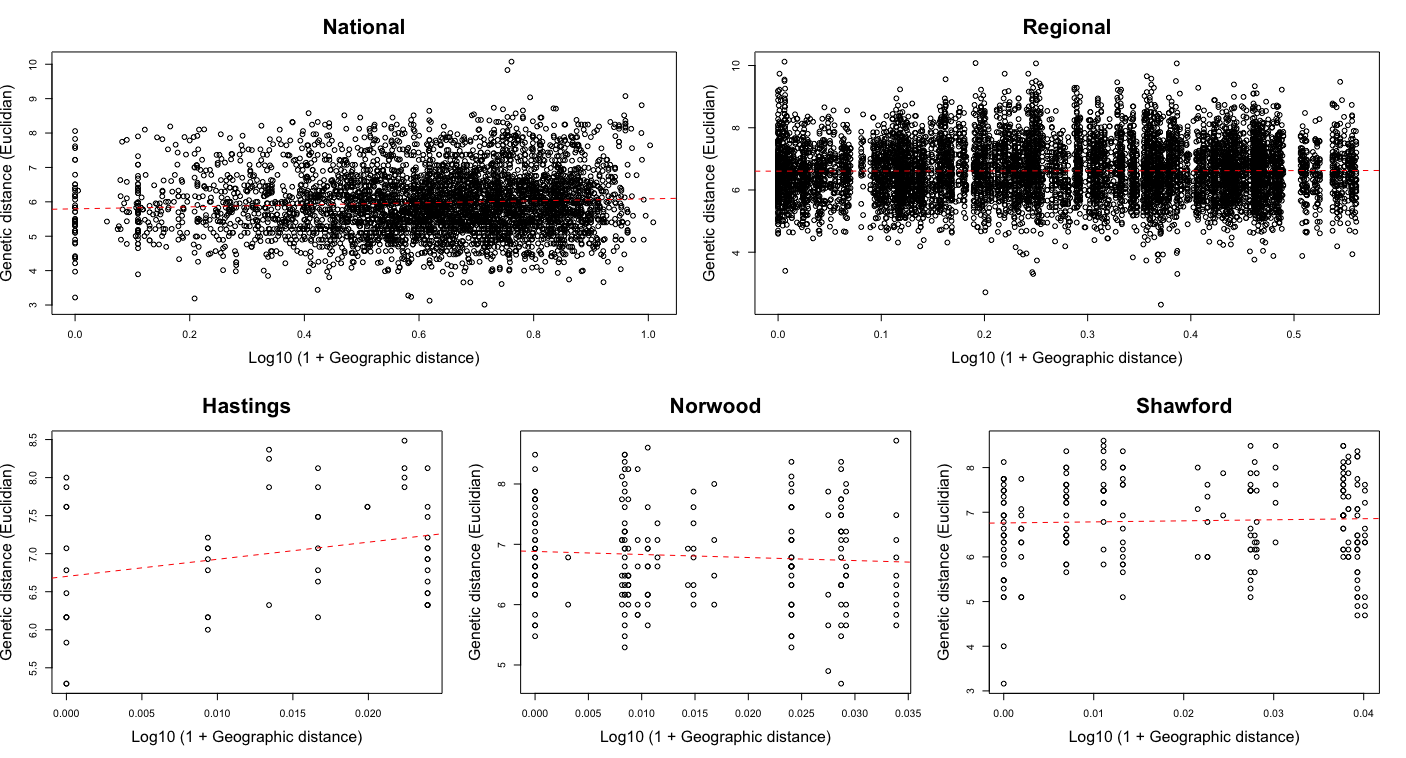 National
Genetic distance (Euclidian)
10
9
8
7
6
5
4
3
0.0 0.2 0.4 0.6 0.8 1.0
Log10 (1 + Geographic distance)
Regional
Genetic distance (Euclidian)
10
8
6
4
0.0 0.1 0.2 0.3 0.4 0.5
Log10 (1 + Geographic distance)
Hastings
Genetic distance (Euclidian)
8.5
8.0
7.5
7.0
6.5
6.0
5.5
0.000 0.005 0.010 0.015 0.020
Log10 (1 + Geographic distance)
Norwood
Genetic distance (Euclidian)
8
7
6
5
0.000 0.005 0.010 0.015 0.020 0.025 0.030 0.035
Log10 (1 + Geographic distance)
Shawford
Genetic distance (Euclidian)
8
7
6
5
4
3
0.00 0.01 0.02 0.03 0.04
Log10 (1 + Geographic distance)